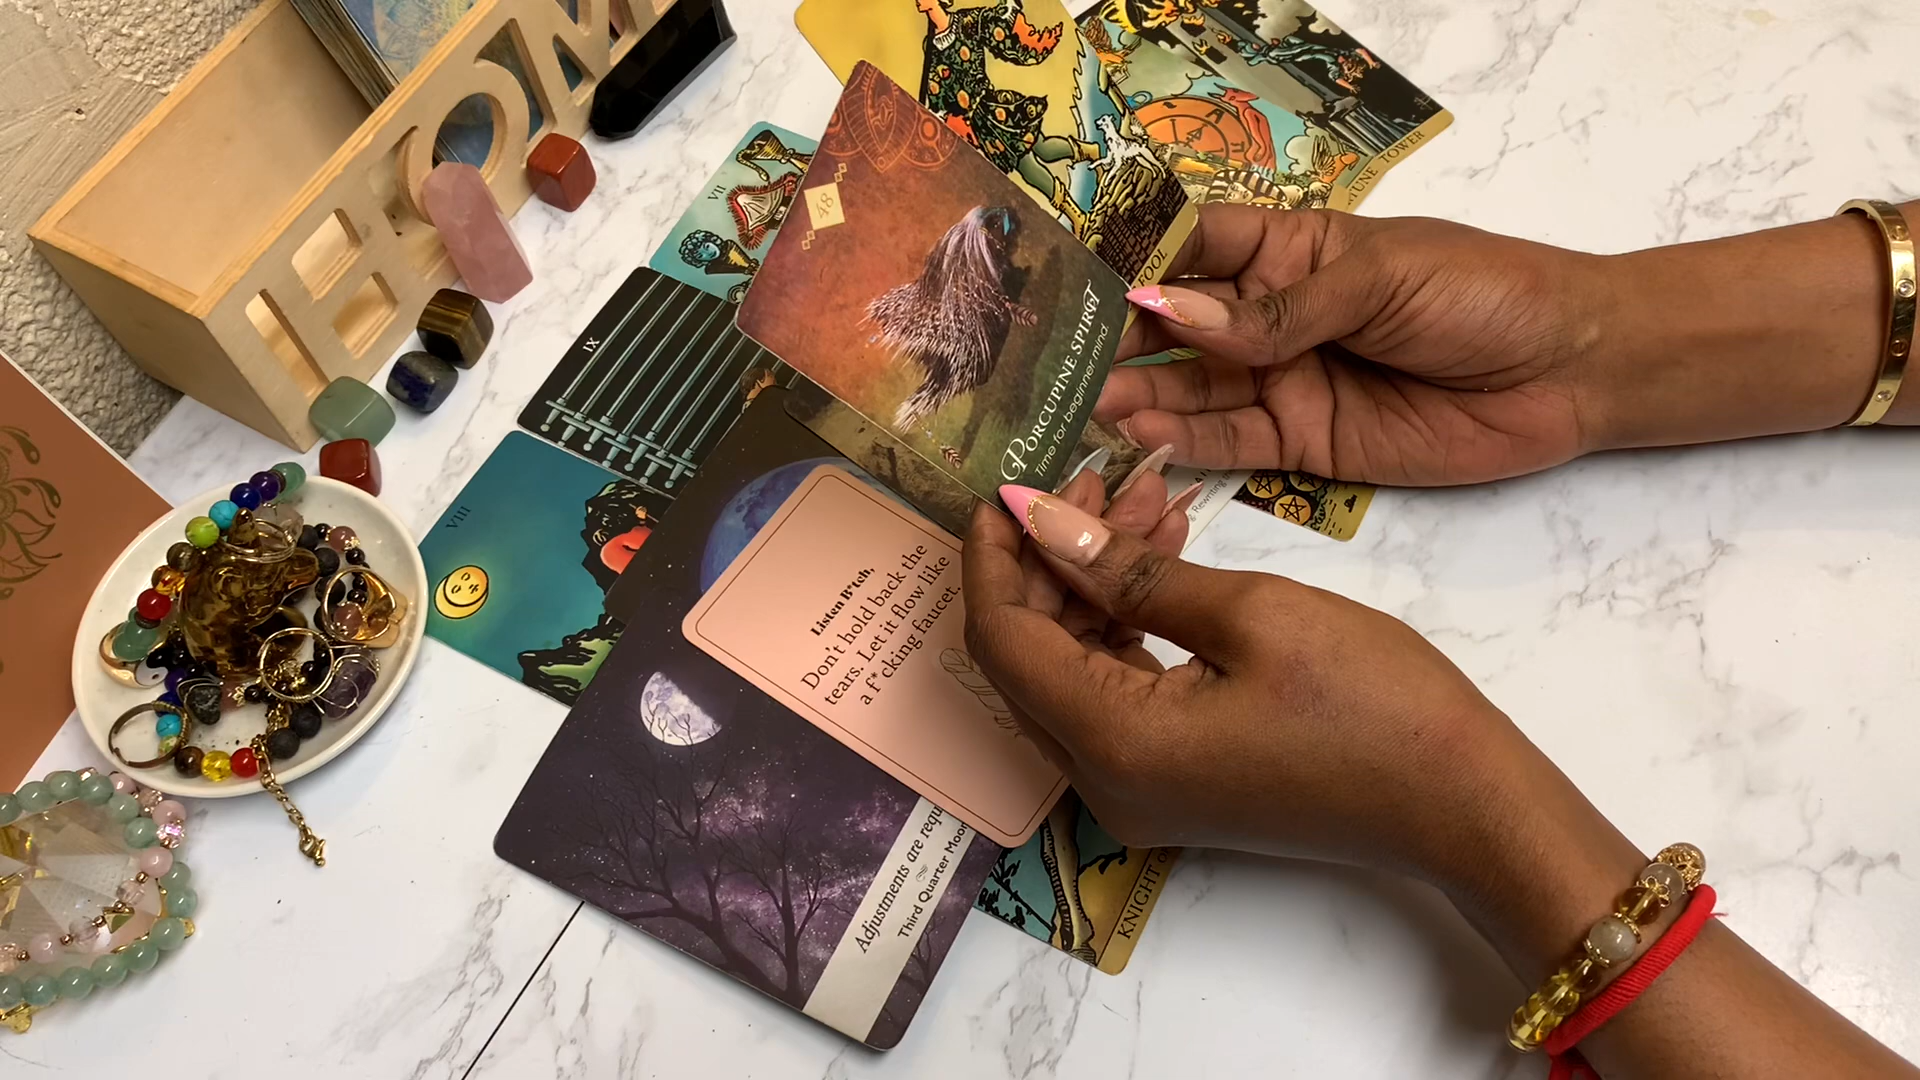 HOME
VII
48
FOOL
TUNE
TOWER
IX
PORCUPINE SPIRIT
Time for beginner mind.
Rewriting
VIII
Listen B*tch,
Don't hold back the
tears. Let it flow like
a f*cking faucet.
Adjustments are requ
Third Quarter Moon
KNIGHT O